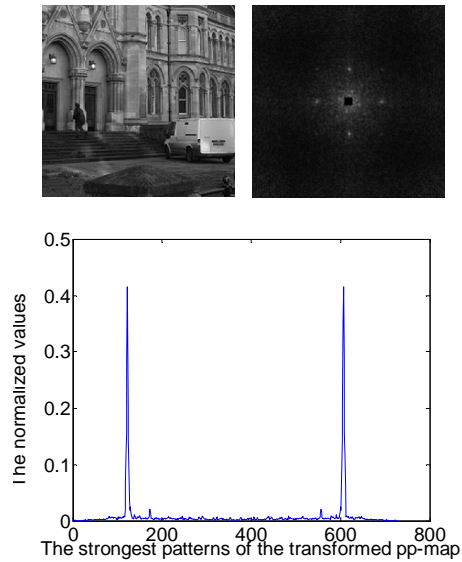 0.5
0.4
0.3
0.2
0.1
0
0 200 400 600 800
The normalized values
The strongest patterns of the transformed pp-map